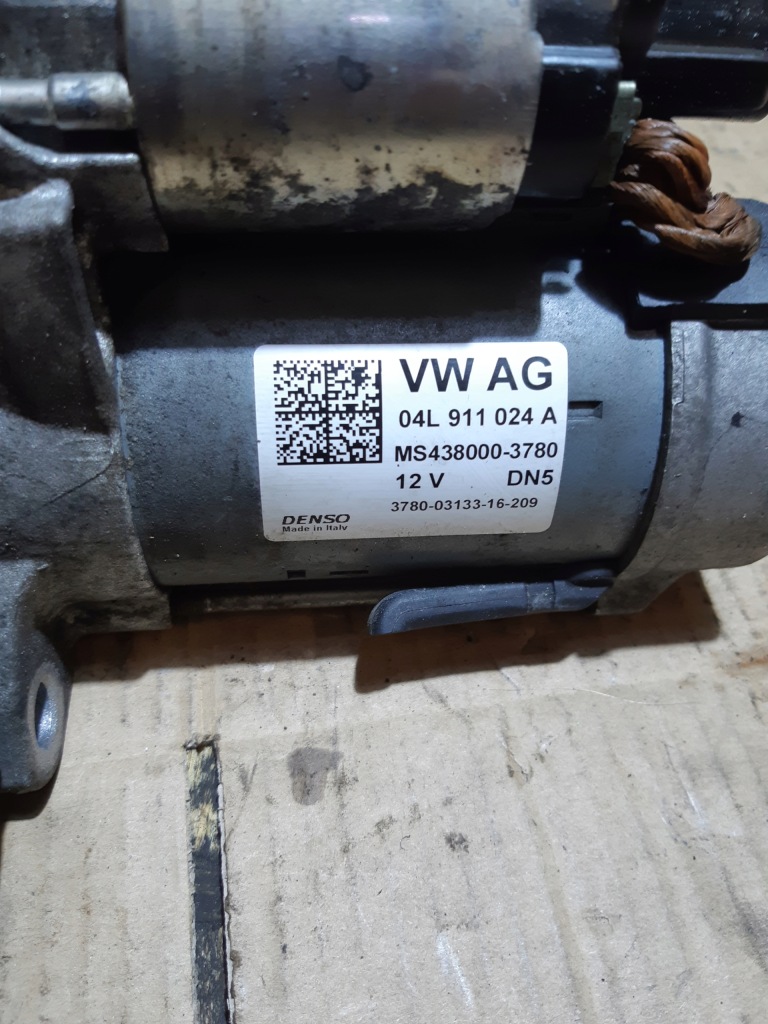 VW AG
04L 911 024 A
MS438000-3780
12 V DN5
3780-03133-16-209
DENSO
Made in Italy